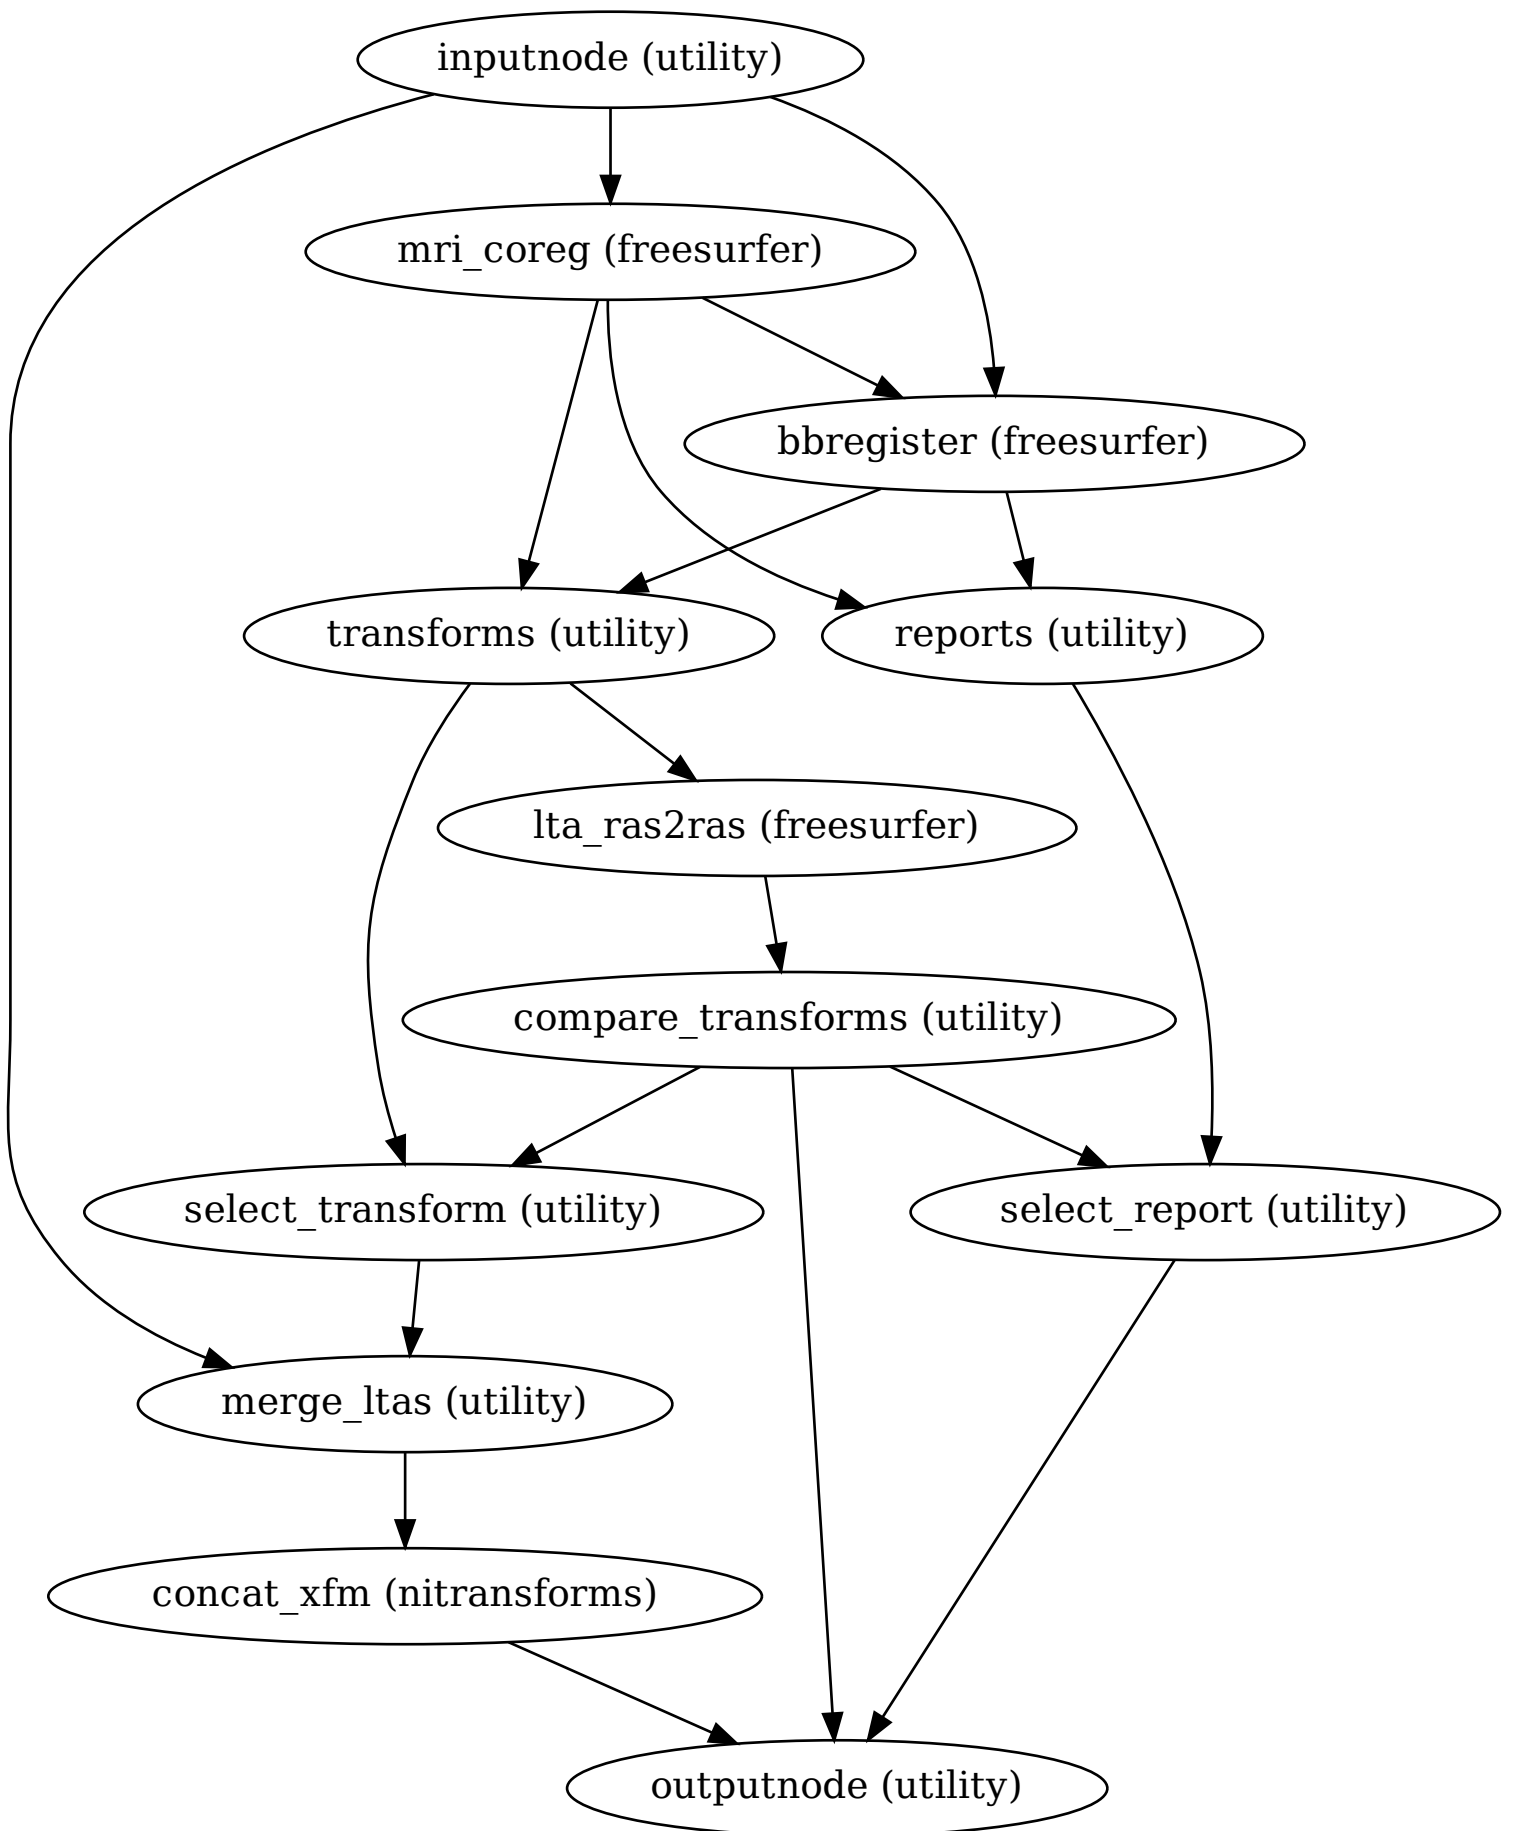 inputnode (utility)
mri_coreg (freesurfer)
bbregister (freesurfer)
transforms (utility)
reports (utility)
lta_ras2ras (freesurfer)
compare_transforms (utility)
select_transform (utility)
select_report (utility)
merge_ltas (utility)
concat_xfm (nitransforms)
outputnode (utility)